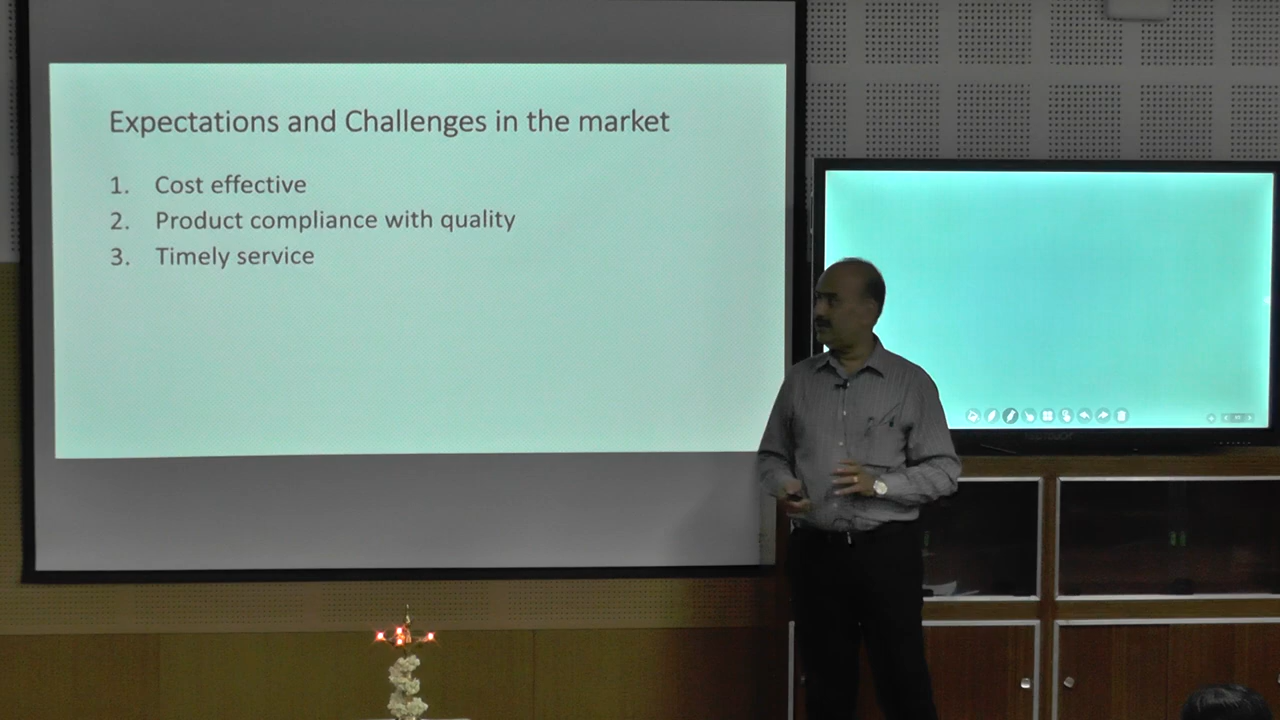 Expectations and Challenges in the market
1. Cost effective
2. Product compliance with quality
3. Timely service